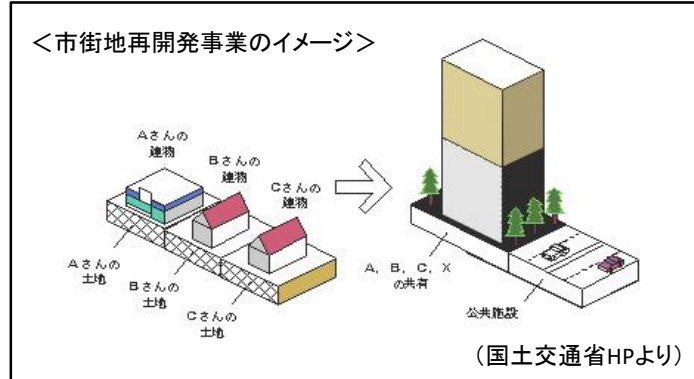 <市街地再開発事業のイメージ>
Aさんの
建物
Bさんの
建物
Cさんの
建物
Aさんの
土地
Bさんの
土地
Cさんの
土地
A，B，C，X
の共有
公共施設
(国土交通省HPより)